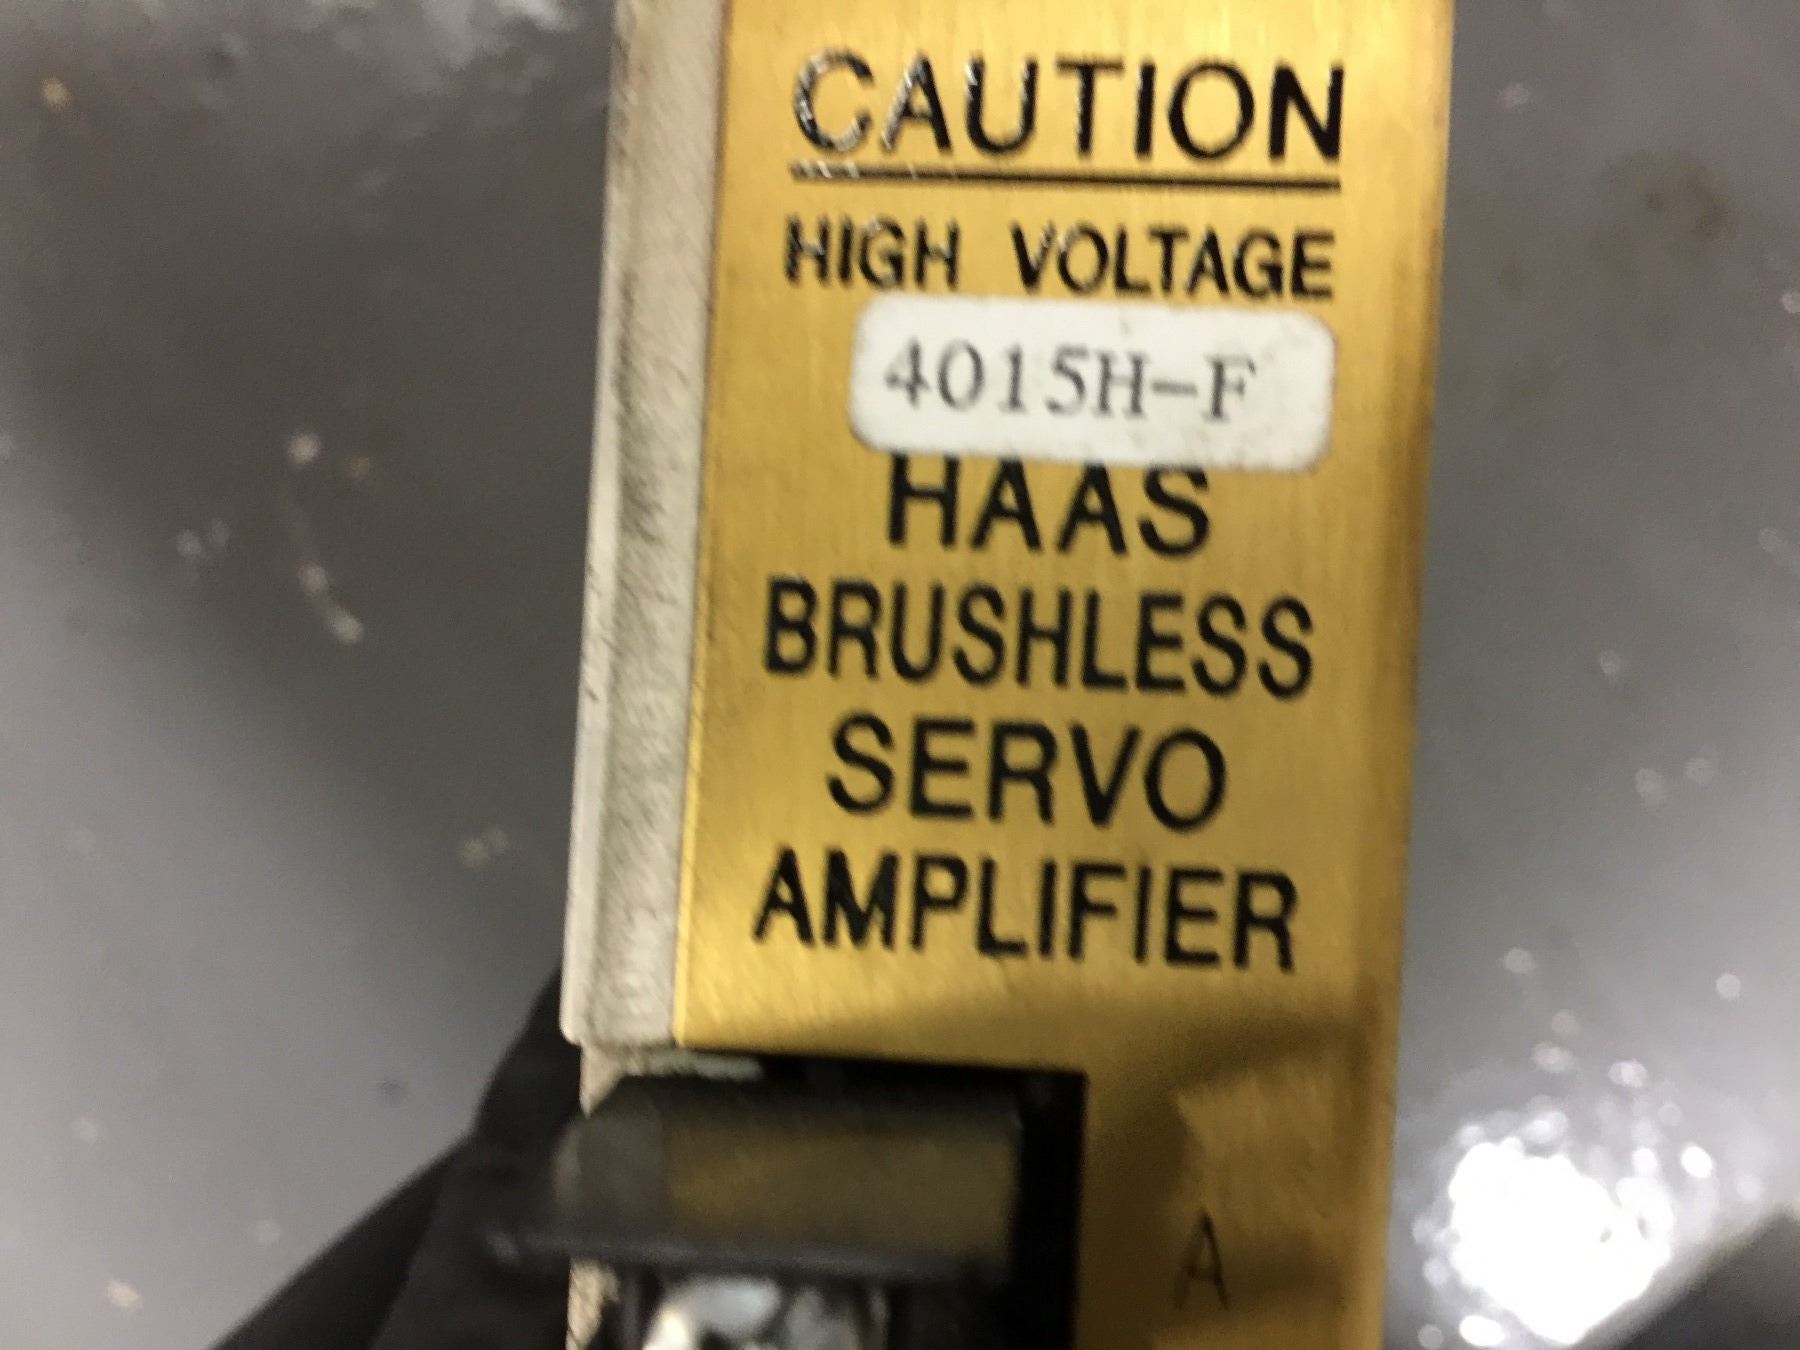 CAUTION
HIGH VOLTAGE
4015H-F
HAAS
BRUSHLESS
SERVO
AMPLIFIER
A